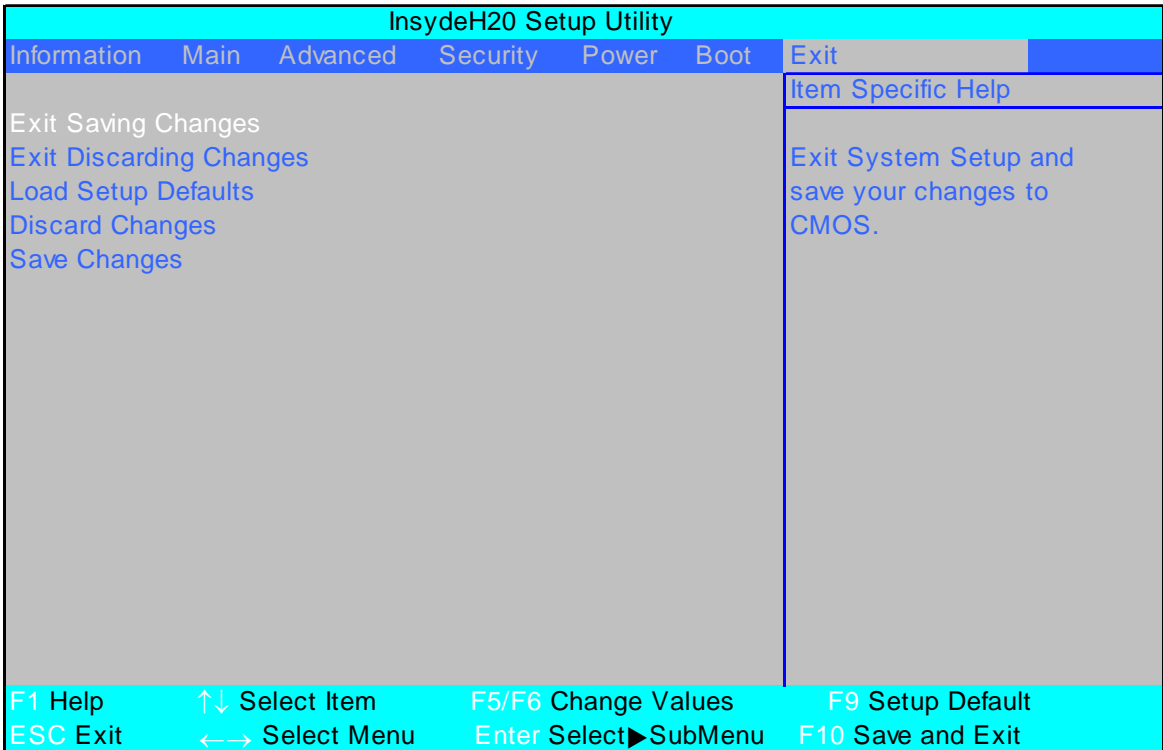 InsydeH20 Setup Utility
Information Main Advanced Security Power Boot Exit
Item Specific Help
Exit Saving Changes
Exit Discarding Changes
Load Setup Defaults
Discard Changes
Save Changes
Exit System Setup and
save your changes to
CMOS.
F1 Help ↑↓ Select Item F5/F6 Change Values F9 Setup Default
ESC Exit ←→ Select Menu Enter Select▶SubMenu F10 Save and Exit